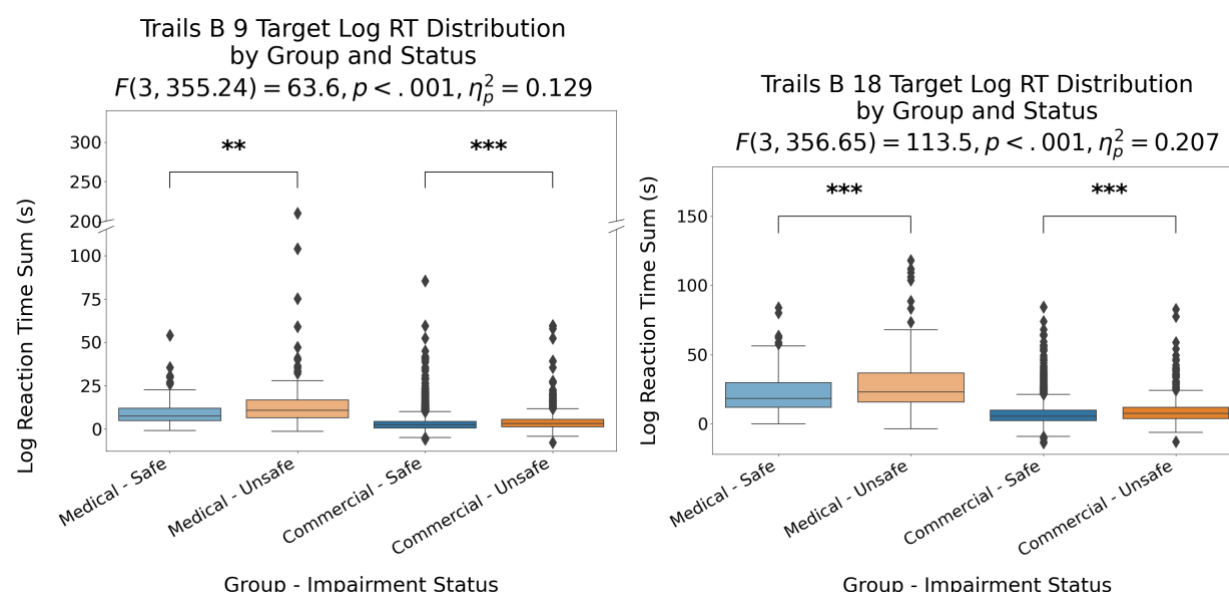 Trails B 9 Target Log RT Distribution
by Group and Status
F(3, 355.24) = 63.6, p < .001, η²ₚ = 0.129
300
250
200
100
75
50
25
0
**
***
Log Reaction Time Sum (s)
Medical - Safe
Medical - Unsafe
Commercial - Safe
Commercial - Unsafe
Group - Impairment Status
Trails B 18 Target Log RT Distribution
by Group and Status
F(3, 356.65) = 113.5, p < .001, η²ₚ = 0.207
150
100
50
0
***
***
Log Reaction Time Sum (s)
Medical - Safe
Medical - Unsafe
Commercial - Safe
Commercial - Unsafe
Group - Impairment Status